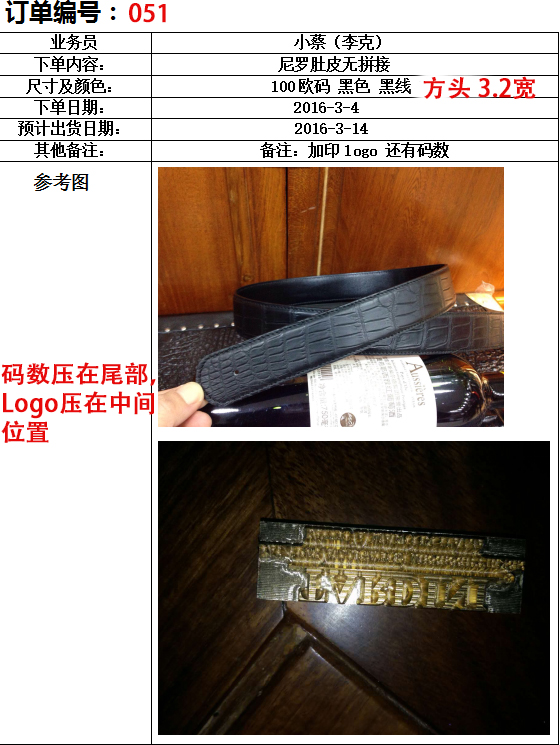 订单编号：051
业务员 小蔡（李克）
下单内容： 尼罗肚皮无拼接
尺寸及颜色： 100欧码 黑色 黑线 方头 3.2宽
下单日期： 2016-3-4
预计出货日期： 2016-3-14
其他备注： 备注：加印logo 还有码数
参考图
码数压在尾部,
Logo压在中间
位置
Aussières